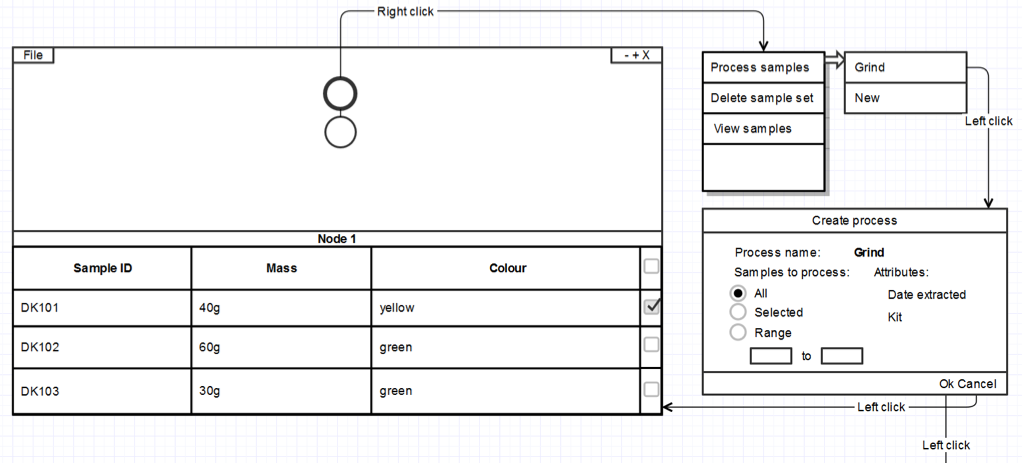 Right click
File
- + X
Process samples
Delete sample set
View samples
Grind
New
Left click
Node 1
Sample ID Mass Colour
DK101 40g yellow
DK102 60g green
DK103 30g green
Create process
Process name: Grind
Samples to process: Attributes:
All
Selected
Range
to
Date extracted
Kit
Ok Cancel
Left click
Left click